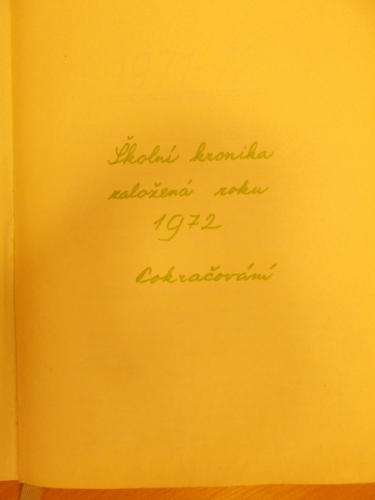 Školní kronika
založená roku
1972
Pokračování